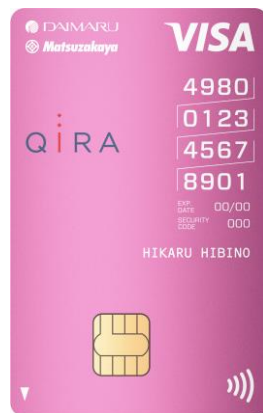 DAIMARU
Matsuzakaya
VISA
4980
0123
4567
8901
QiRA
EXP. DATE 00/00
SECURITY CODE 000
HIKARU HIBINO